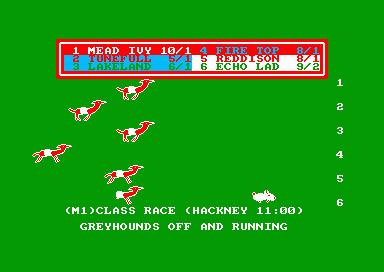 1 MEAD IVY 10/1 4 FIRE TOP 8/1
2 TUNEFULL 5/1 5 REDDISON 8/1
3 LAKELAND 6/1 6 ECHO LAD 9/2
1
2
3
4
5
6
(M1)CLASS RACE (HACKNEY 11:00)
GREYHOUNDS OFF AND RUNNING